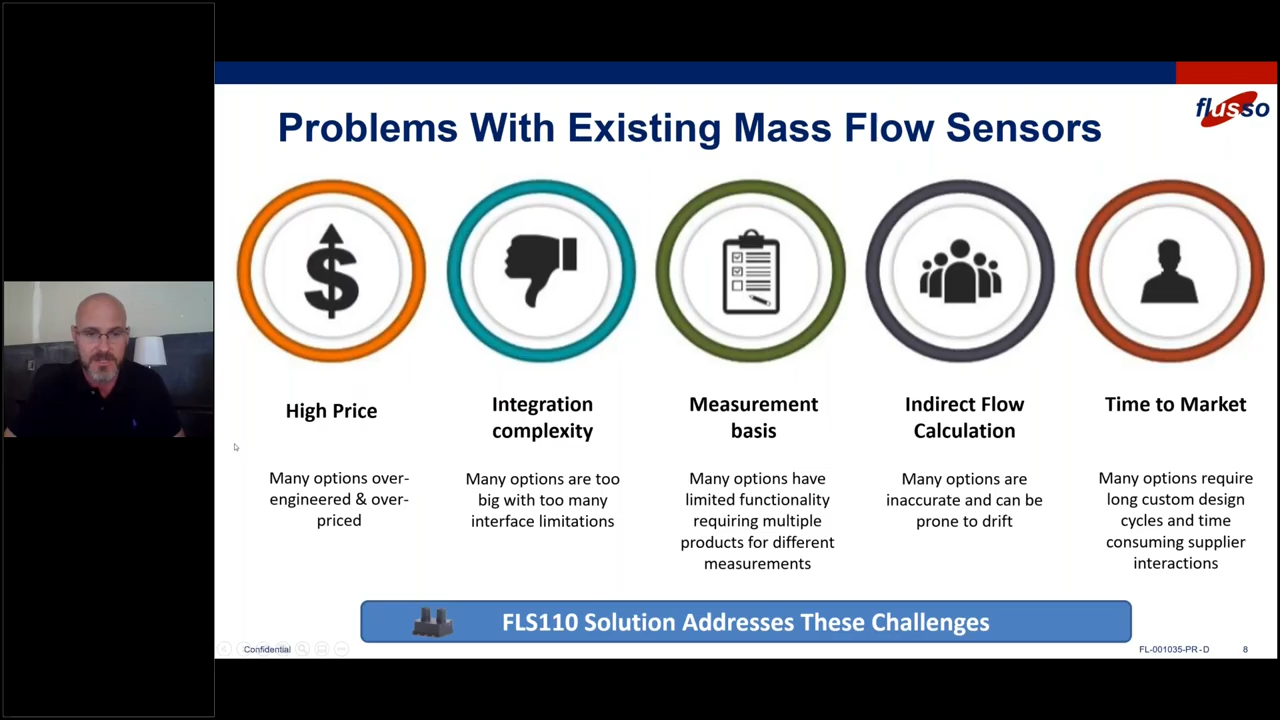 flusso
Problems With Existing Mass Flow Sensors
High Price
Many options over-
engineered & over-
priced
Integration
complexity
Many options are too
big with too many
interface limitations
Measurement
basis
Many options have
limited functionality
requiring multiple
products for different
measurements
Indirect Flow
Calculation
Many options are
inaccurate and can be
prone to drift
Time to Market
Many options require
long custom design
cycles and time
consuming supplier
interactions
FLS110 Solution Addresses These Challenges
Confidential
FL-001035-PR-D
8